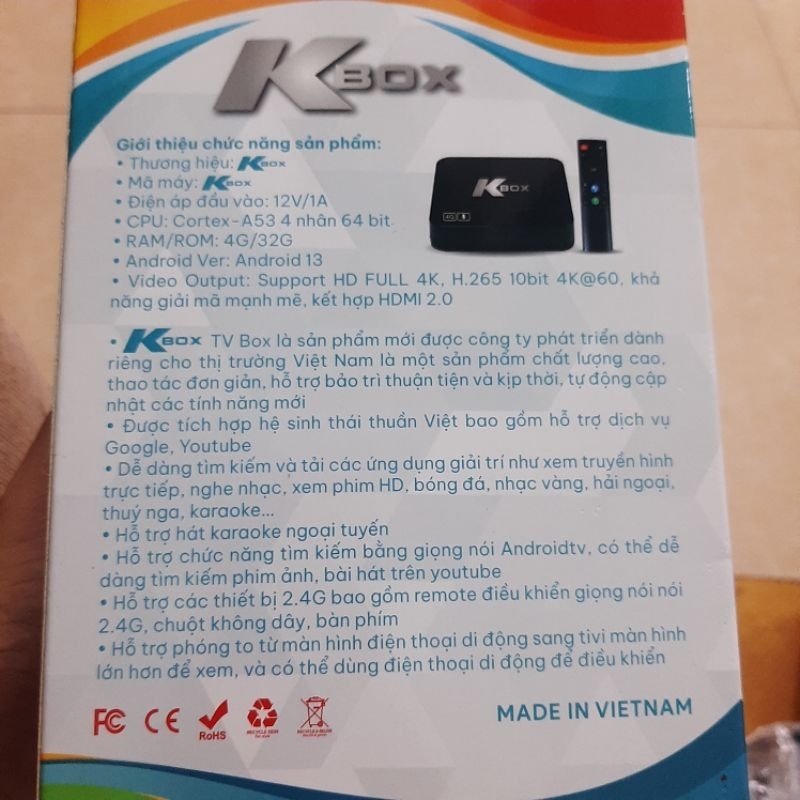 KBOX
Giới thiệu chức năng sản phẩm:
• Thương hiệu: KBOX
• Mã máy: KBOX
• Điện áp đầu vào: 12V/1A
• CPU: Cortex-A53 4 nhân 64 bit.
• RAM/ROM: 4G/32G
• Android Ver: Android 13
• Video Output: Support HD FULL 4K, H.265 10bit 4K@60, khả
năng giải mã mạnh mẽ, kết hợp HDMI 2.0
KBOX
• KBOX TV Box là sản phẩm mới được công ty phát triển dành
riêng cho thị trường Việt Nam là một sản phẩm chất lượng cao,
thao tác đơn giản, hỗ trợ bảo trì thuận tiện và kịp thời, tự động cập
nhật các tính năng mới
• Được tích hợp hệ sinh thái thuần Việt bao gồm hỗ trợ dịch vụ
Google, Youtube
• Dễ dàng tìm kiếm và tải các ứng dụng giải trí như xem truyền hình
trực tiếp, nghe nhạc, xem phim HD, bóng đá, nhạc vàng, hải ngoại,
thuý nga, karaoke...
• Hỗ trợ hát karaoke ngoại tuyến
• Hỗ trợ chức năng tìm kiếm bằng giọng nói Androidtv, có thể dễ
dàng tìm kiếm phim ảnh, bài hát trên youtube
• Hỗ trợ các thiết bị 2.4G bao gồm remote điều khiển giọng nói nói
2.4G, chuột không dây, bàn phím
• Hỗ trợ phóng to từ màn hình điện thoại di động sang tivi màn hình
lớn hơn để xem, và có thể dùng điện thoại di động để điều khiển
FC CE RoHS
MADE IN VIETNAM